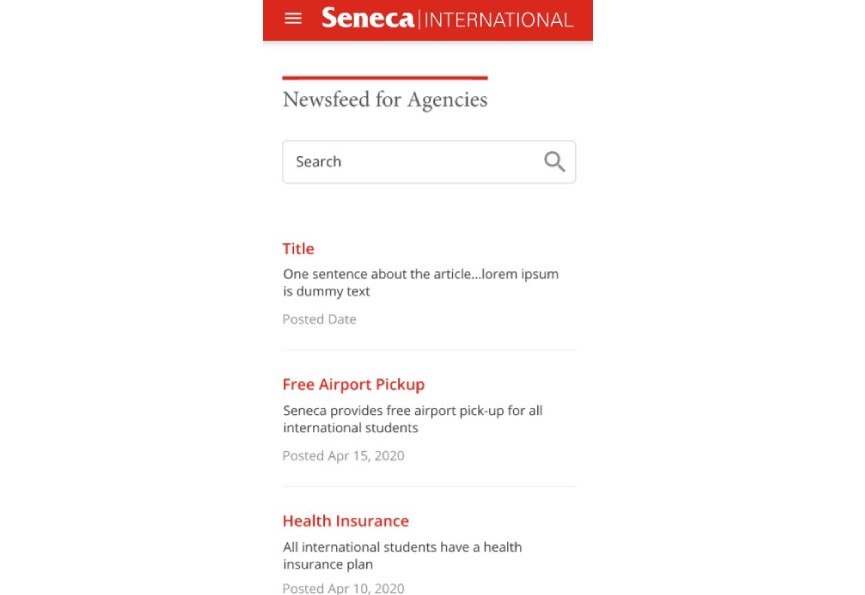 Seneca|INTERNATIONAL
Newsfeed for Agencies
Search
Title
One sentence about the article...lorem ipsum
is dummy text
Posted Date
Free Airport Pickup
Seneca provides free airport pick-up for all
international students
Posted Apr 15, 2020
Health Insurance
All international students have a health
insurance plan
Posted Apr 10, 2020